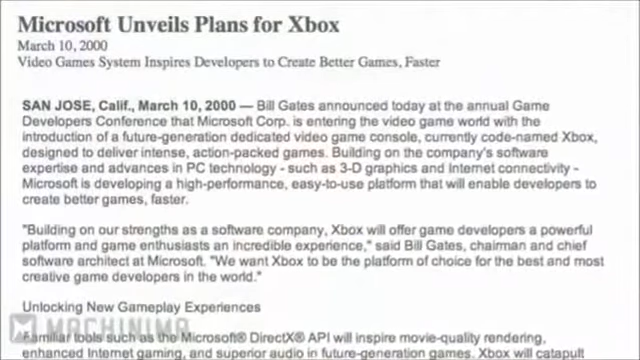 Microsoft Unveils Plans for Xbox
March 10, 2000
Video Games System Inspires Developers to Create Better Games, Faster
SAN JOSE, Calif., March 10, 2000 — Bill Gates announced today at the annual Game
Developers Conference that Microsoft Corp. is entering the video game world with the
introduction of a future-generation dedicated video game console, currently code-named Xbox,
designed to deliver intense, action-packed games. Building on the company's software
expertise and advances in PC technology - such as 3-D graphics and Internet connectivity -
Microsoft is developing a high-performance, easy-to-use platform that will enable developers to
create better games, faster.
"Building on our strengths as a software company, Xbox will offer game developers a powerful
platform and game enthusiasts an incredible experience," said Bill Gates, chairman and chief
software architect at Microsoft. "We want Xbox to be the platform of choice for the best and most
creative game developers in the world."
Unlocking New Gameplay Experiences
MACHINIMA
Familiar tools such as the Microsoft® DirectX® API will inspire movie-quality rendering,
enhanced Internet gaming, and superior audio in future-generation games. Xbox will catapult